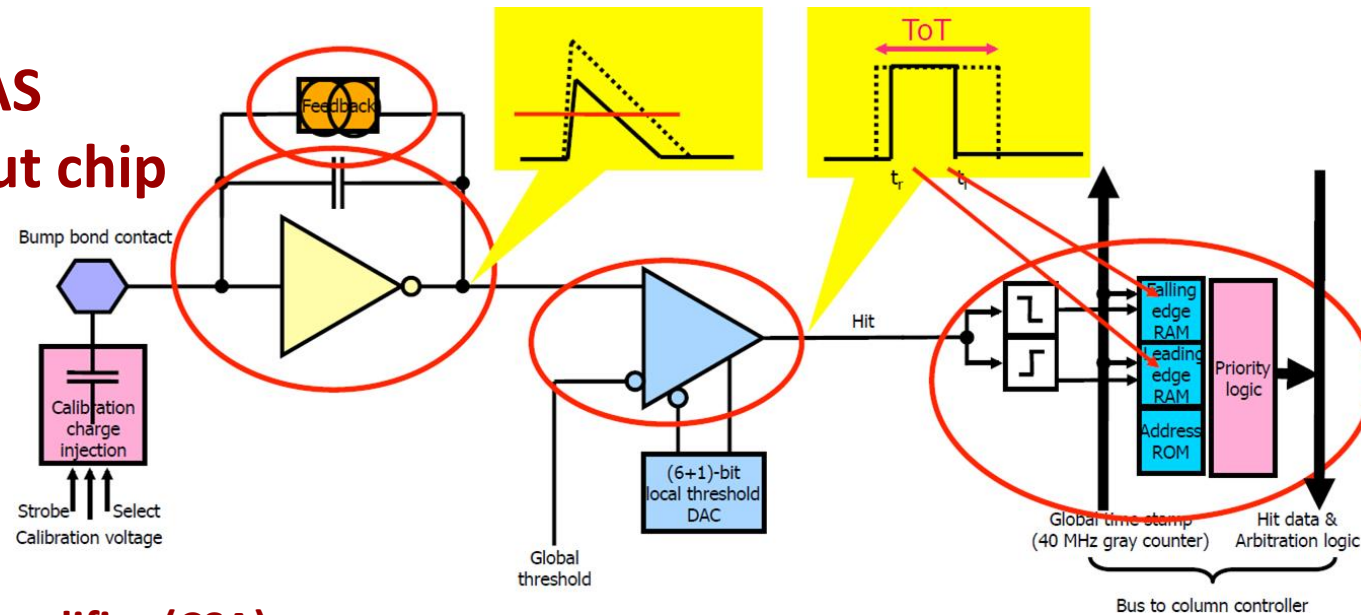 AS
ut chip
Feedback
ToT
tr
Bump bond contact
Hit
Falling
edge
RAM
Leading
edge
RAM
Address
ROM
Priority
logic
Calibration
charge
injection
(6+1)-bit
local threshold
DAC
Strobe
Select
Calibration voltage
Global
threshold
Global time stamp
(40 MHz gray counter)
Hit data &
Arbitration logic
Bus to column controller